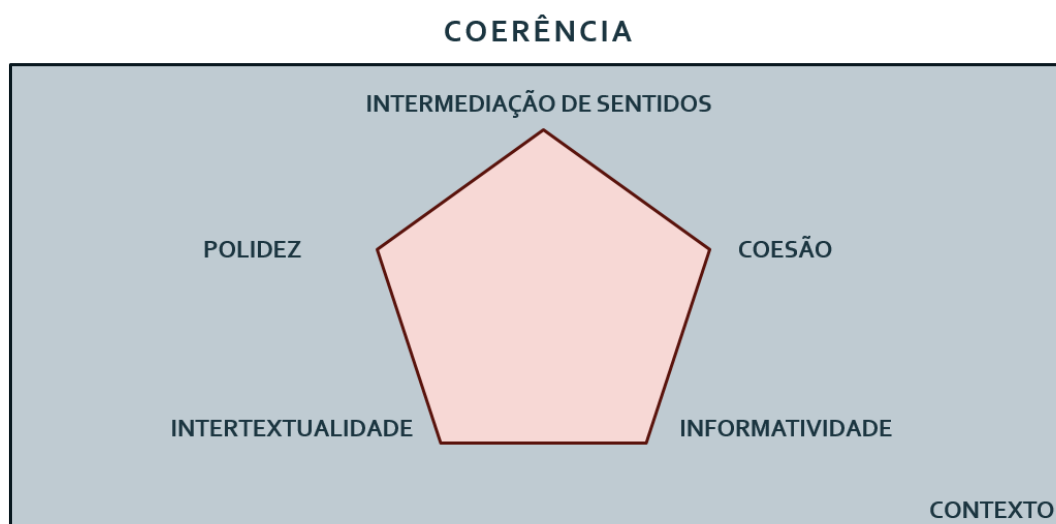 COERÊNCIA
INTERMEDIAÇÃO DE SENTIDOS
POLIDEZ
COESÃO
INTERTEXTUALIDADE
INFORMATIVIDADE
CONTEXTO